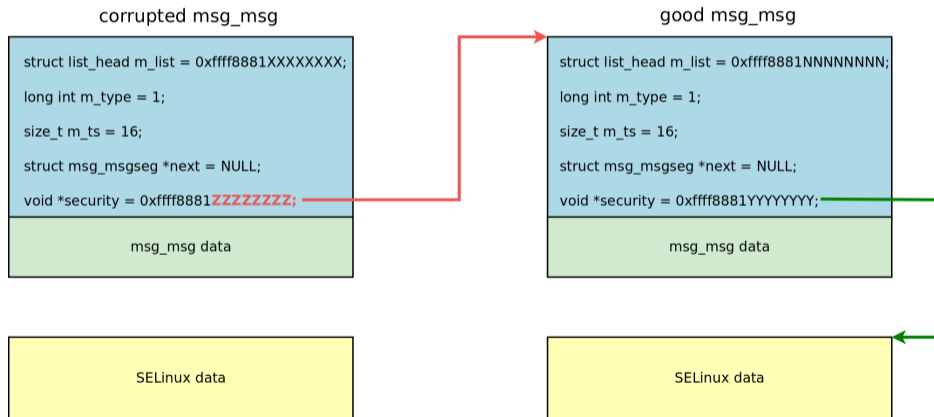 corrupted msg_msg
struct list_head m_list = 0xffff8881XXXXXXXX;
long int m_type = 1;
size_t m_ts = 16;
struct msg_msgseg *next = NULL;
void *security = 0xffff8881ZZZZZZZZ;
msg_msg data
SELinux data
good msg_msg
struct list_head m_list = 0xffff8881NNNNNNNN;
long int m_type = 1;
size_t m_ts = 16;
struct msg_msgseg *next = NULL;
void *security = 0xffff8881YYYYYYYY;
msg_msg data
SELinux data